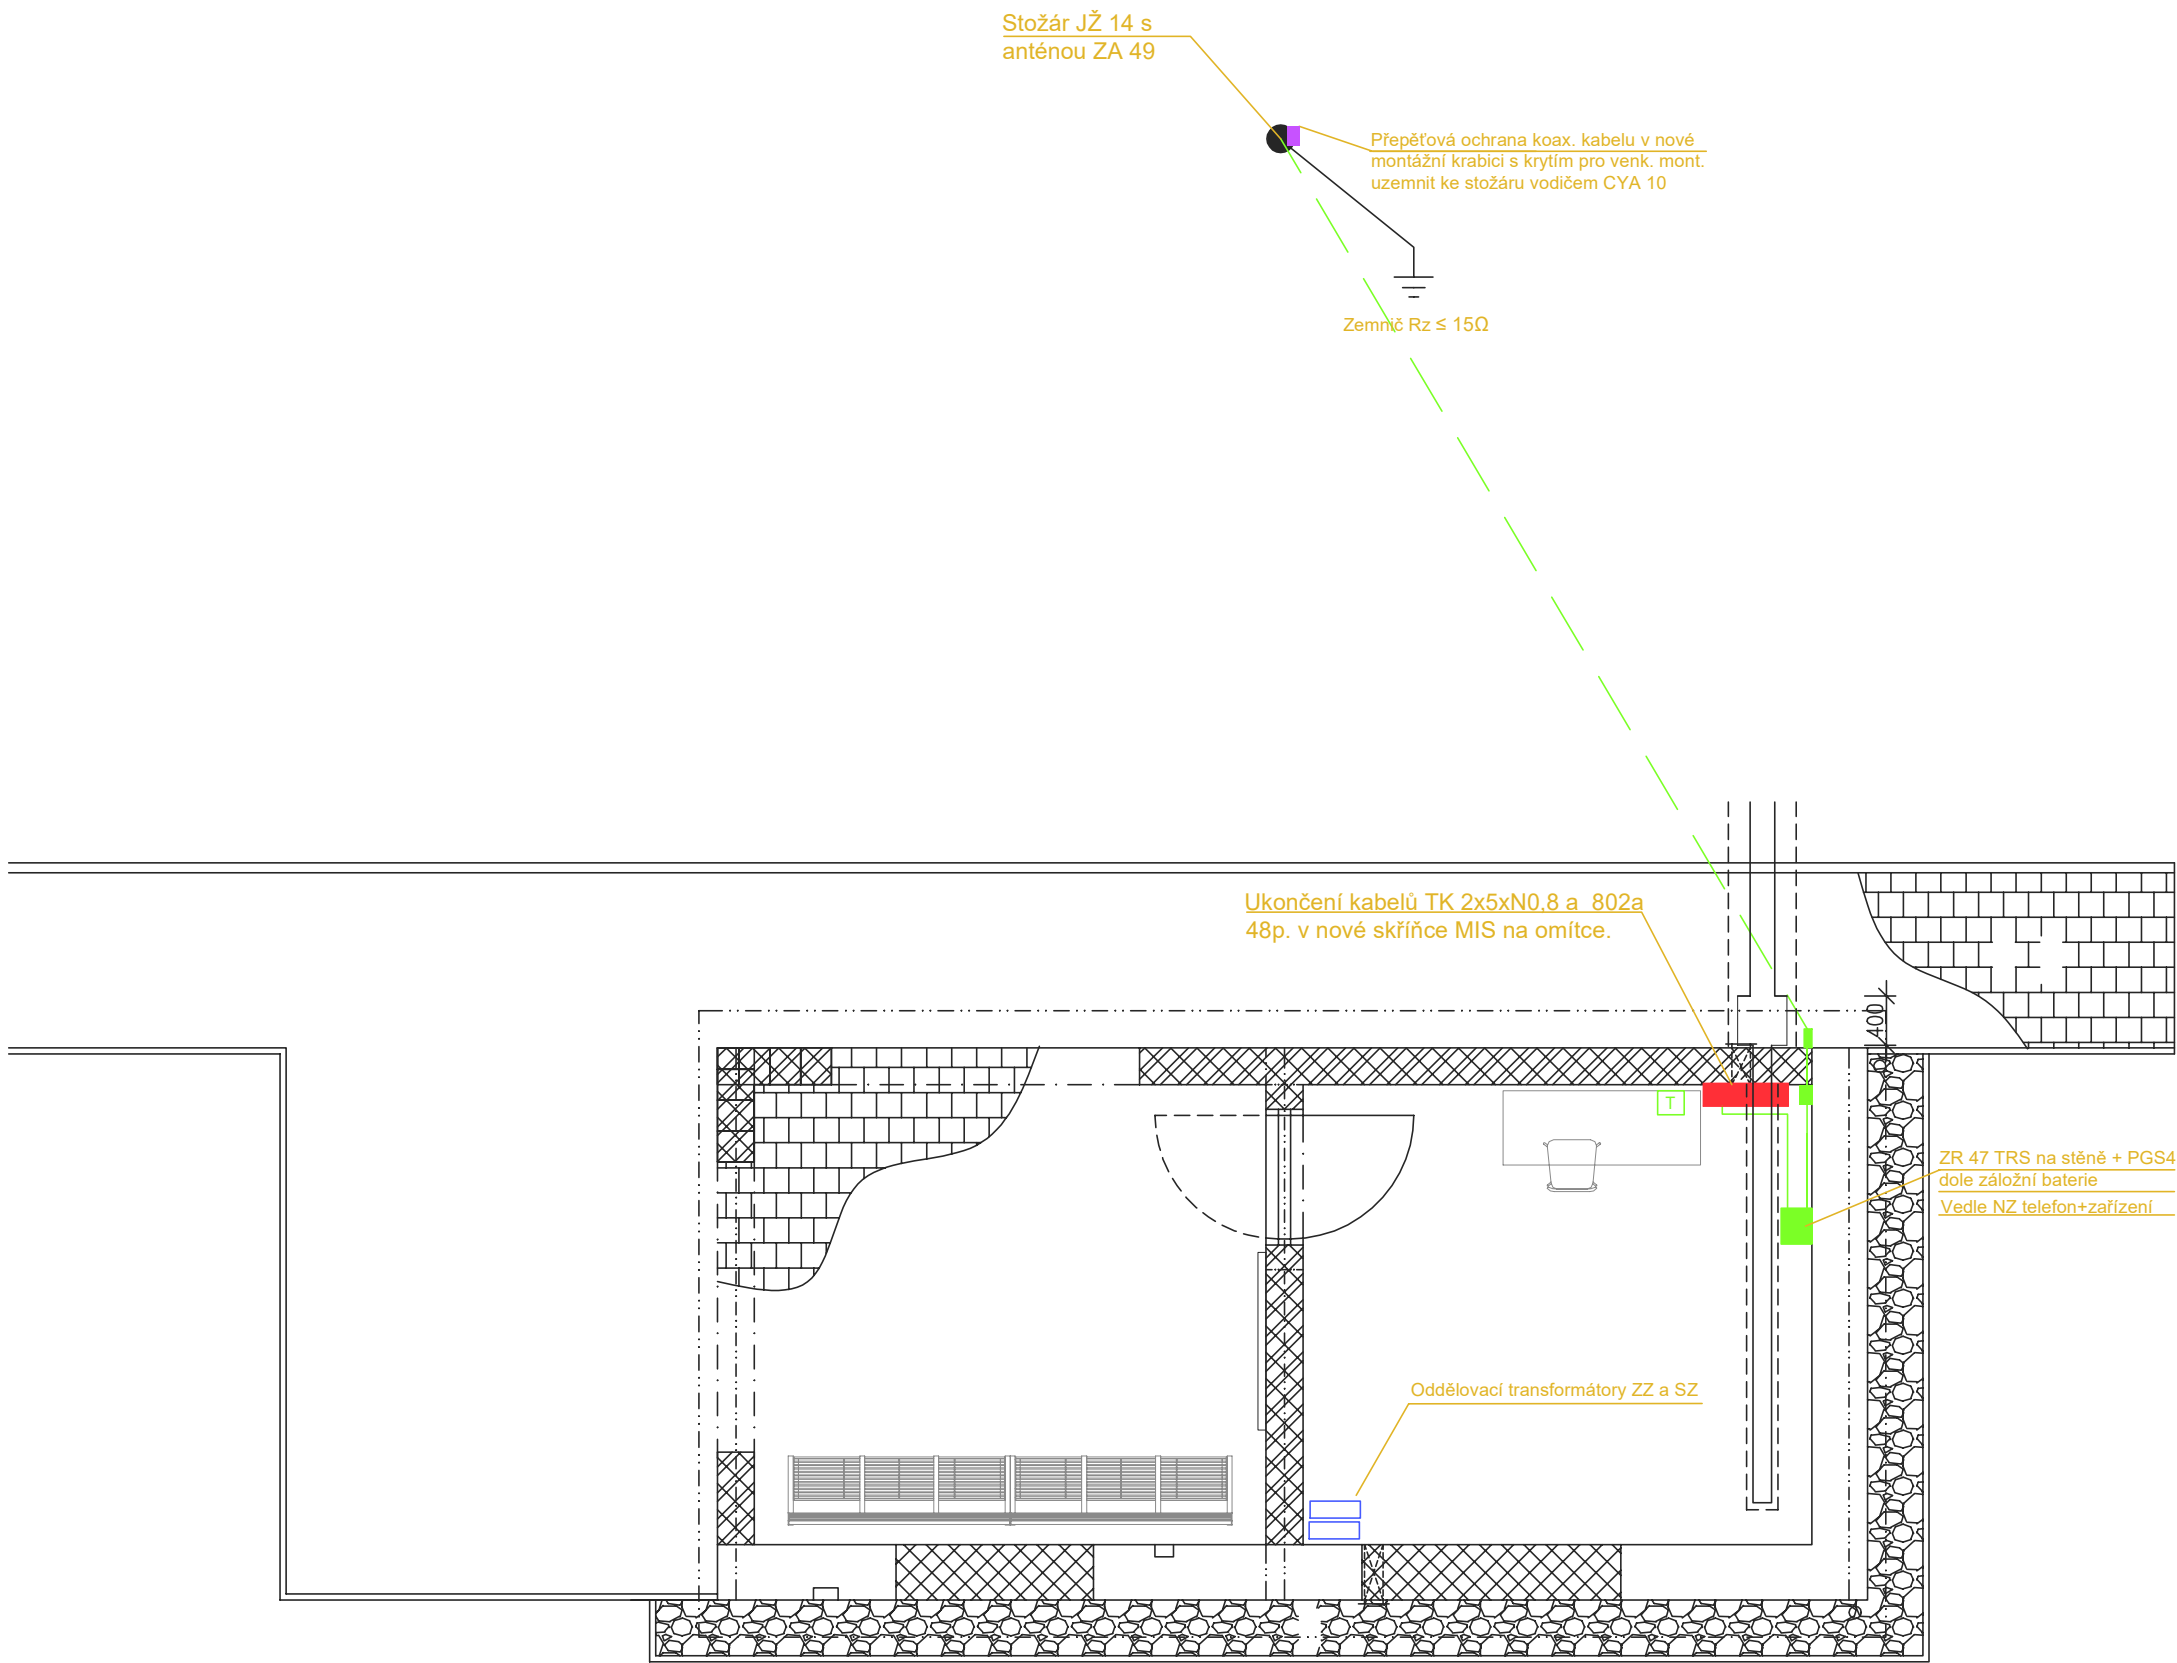 Stožár JŽ 14 s
anténou ZA 49
Přepěťová ochrana koax. kabelu v nové
montážní krabici s krytím pro venk. mont.
uzemnit ke stožáru vodičem CYA 10
Zemnič Rz ≤ 15Ω
Ukončení kabelů TK 2x5xN0,8 a 802a
48p. v nové skříňce MIS na omítce.
400
T
ZR 47 TRS na stěně + PGS4
dole záložní baterie
Vedle NZ telefon+zařízení
Oddělovací transformátory ZZ a SZ